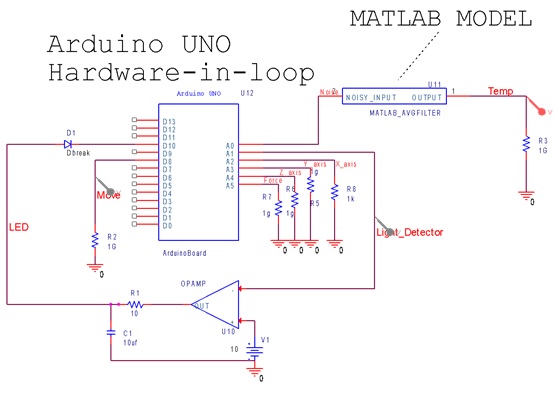 MATLAB MODEL
Arduino UNO
Hardware-in-loop
Arduino UNO U12
U11
Noise 2 NOISY_INPUT OUTPUT 1 Temp
MATLAB_AVGFILTER
D13
D12
D11
D10 A0
D9 A1
D8 A2
D7 A3
D6 A4
D5 A5
D4
D3
D2
D1
D0
D1
Dbreak
R3
1G
0
Y_axis X_axis
Z_axis
Force
1g
R7 R6 R5 R8
1g 1g 1k
0 0 0 0
Move
LED
R2
1G
0
Light_Detector
ArduinoBoard
OPAMP
R1
10
OUT
-
+
U10
C1
10uf
V1
10
0